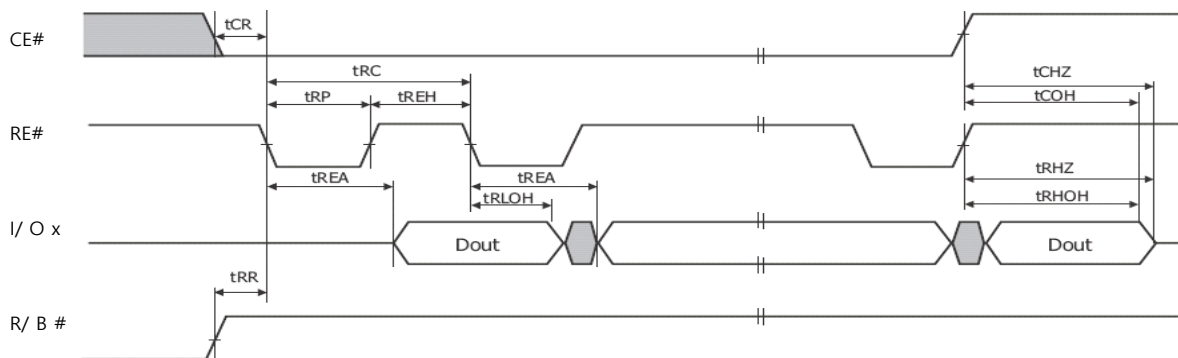 CE#
tCR
tRC
tCHZ
tRP
tREH
tCOH
RE#
tREA
tREA
tRHZ
tRLOH
tRHOH
I/ O x
Dout
Dout
tRR
R/ B #